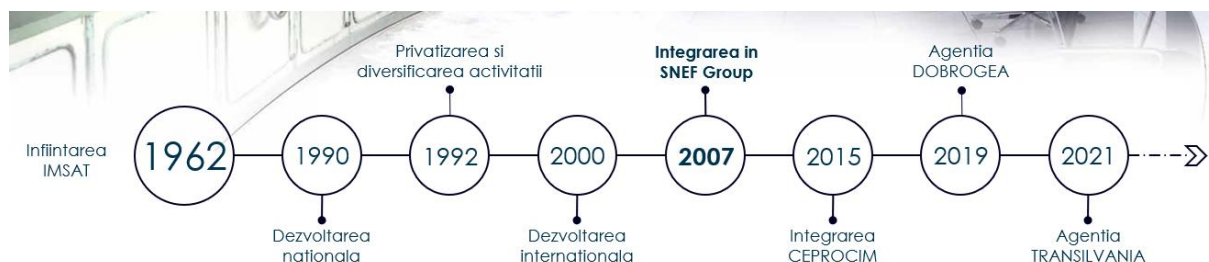 Infiintarea
IMSAT
1962
1990
Dezvoltarea
nationala
Privatizarea si
diversificarea activitatii
1992
2000
Dezvoltarea
internationala
Integrarea in
SNEF Group
2007
2015
Integrarea
CEPROCIM
Agentia
DOBROGEA
2019
2021
Agentia
TRANSILVANIA